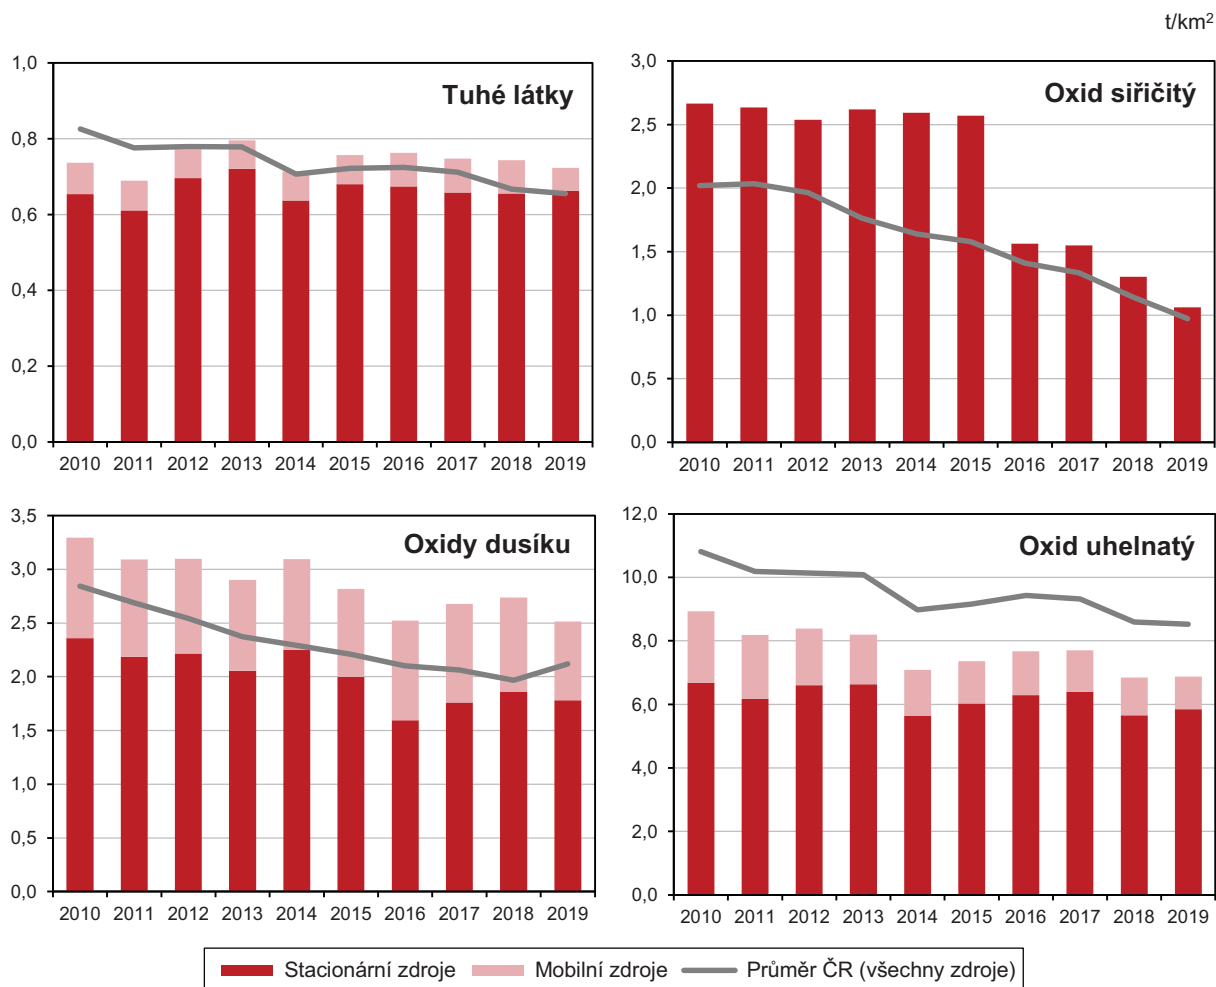 t/km²
Tuhé látky
1,0
0,8
0,6
0,4
0,2
0,0
2010 2011 2012 2013 2014 2015 2016 2017 2018 2019
Oxid siřičitý
3,0
2,5
2,0
1,5
1,0
0,5
0,0
2010 2011 2012 2013 2014 2015 2016 2017 2018 2019
Oxidy dusíku
3,5
3,0
2,5
2,0
1,5
1,0
0,5
0,0
2010 2011 2012 2013 2014 2015 2016 2017 2018 2019
Oxid uhelnatý
12,0
10,0
8,0
6,0
4,0
2,0
0,0
2010 2011 2012 2013 2014 2015 2016 2017 2018 2019
Stacionární zdroje Mobilní zdroje Průměr ČR (všechny zdroje)